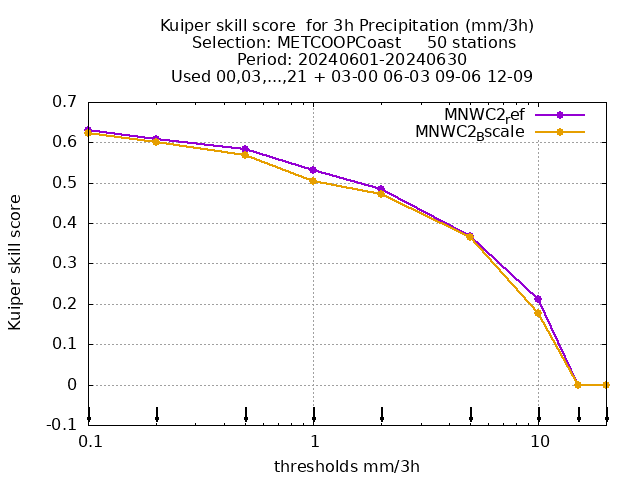 Kuiper skill score  for 3h Precipitation (mm/3h)
Selection: METCOOPCoast     50 stations
Period: 20240601-20240630
Used 00,03,...,21 + 03-00 06-03 09-06 12-09
MNWC2ref
MNWC2Bscale
0.7
0.6
0.5
0.4
0.3
0.2
0.1
0
-0.1
Kuiper skill score
0.1 1 10
thresholds mm/3h